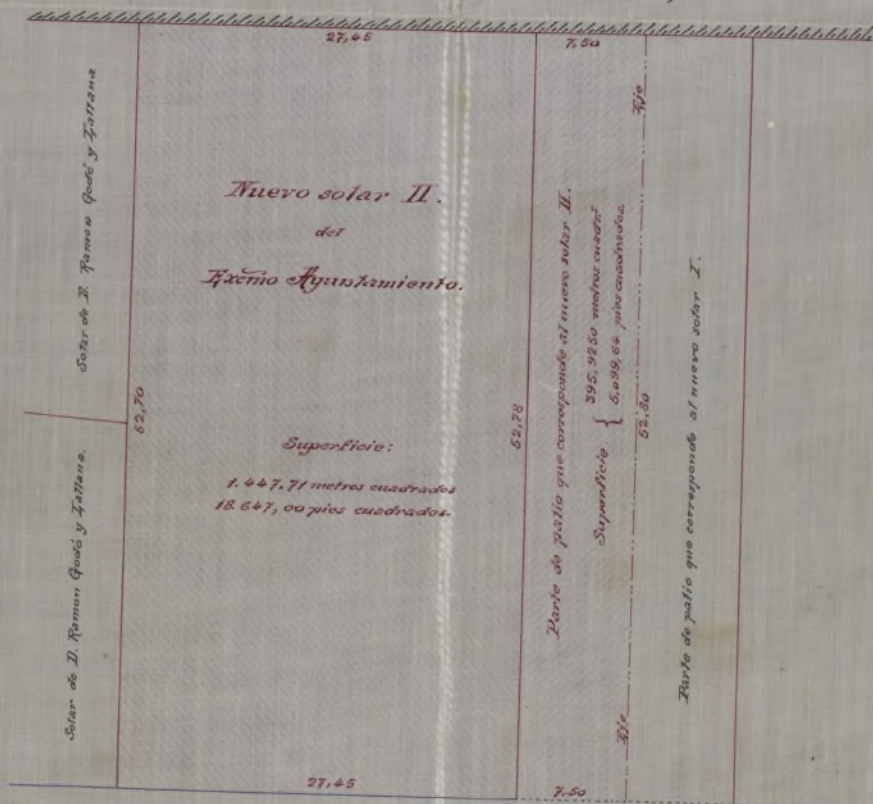 27,45
7,50
Solar de D. Ramon Godó y Lallana
Solar de D. Ramon Godó y Lallana.
52,70
Nuevo solar II.
del
Excmo Ayuntamiento.
Superficie:
1.447,71 metros cuadrados
18.647,00 pies cuadrados
52,78
Parte de patio que corresponde al nuevo solar II.
Superficie {
395,9250 metros cuadrs
5,099,64 pies cuadrados.
Eje
52,80
Eje
Parte de patio que corresponde al nuevo solar I.
27,45
7,50